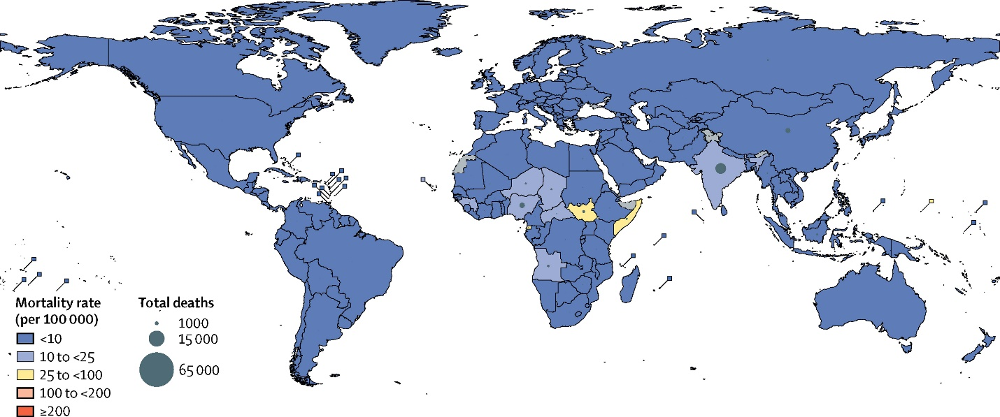 Mortality rate
(per 100 000)
<10
10 to <25
25 to <100
100 to <200
≥200
Total deaths
1000
15 000
65 000